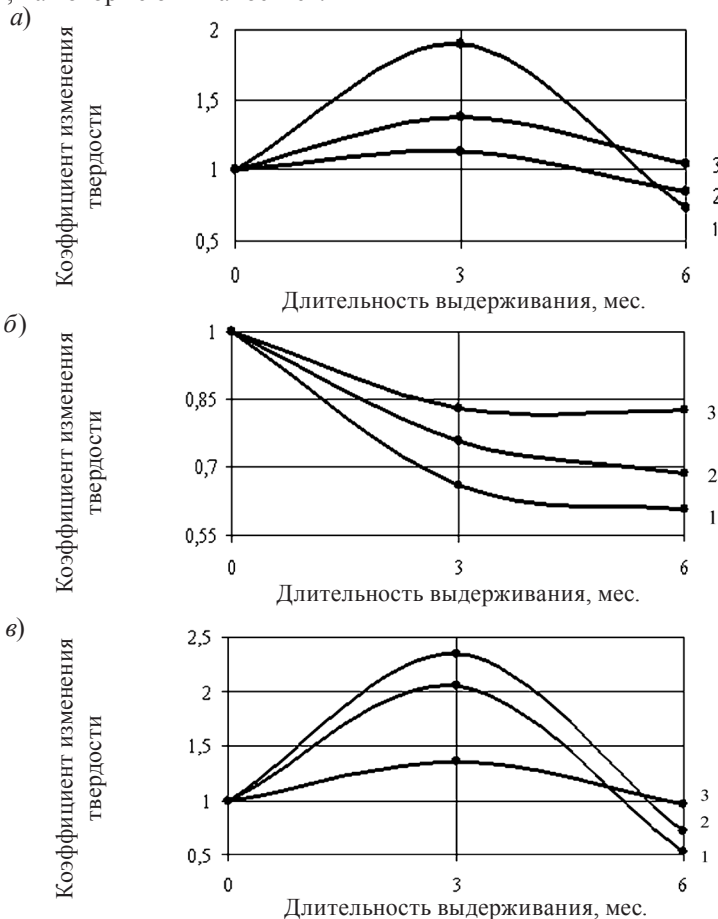 а)
Коэффициент изменения
твердости
2
1,5
1
0,5
0
3
6
3
2
1
Длительность выдерживания, мес.
б)
Коэффициент изменения
твердости
1
0,85
0,7
0,55
0
3
6
3
2
1
Длительность выдерживания, мес.
в)
Коэффициент изменения
твердости
2,5
2
1,5
1
0,5
0
3
6
3
2
1
Длительность выдерживания, мес.